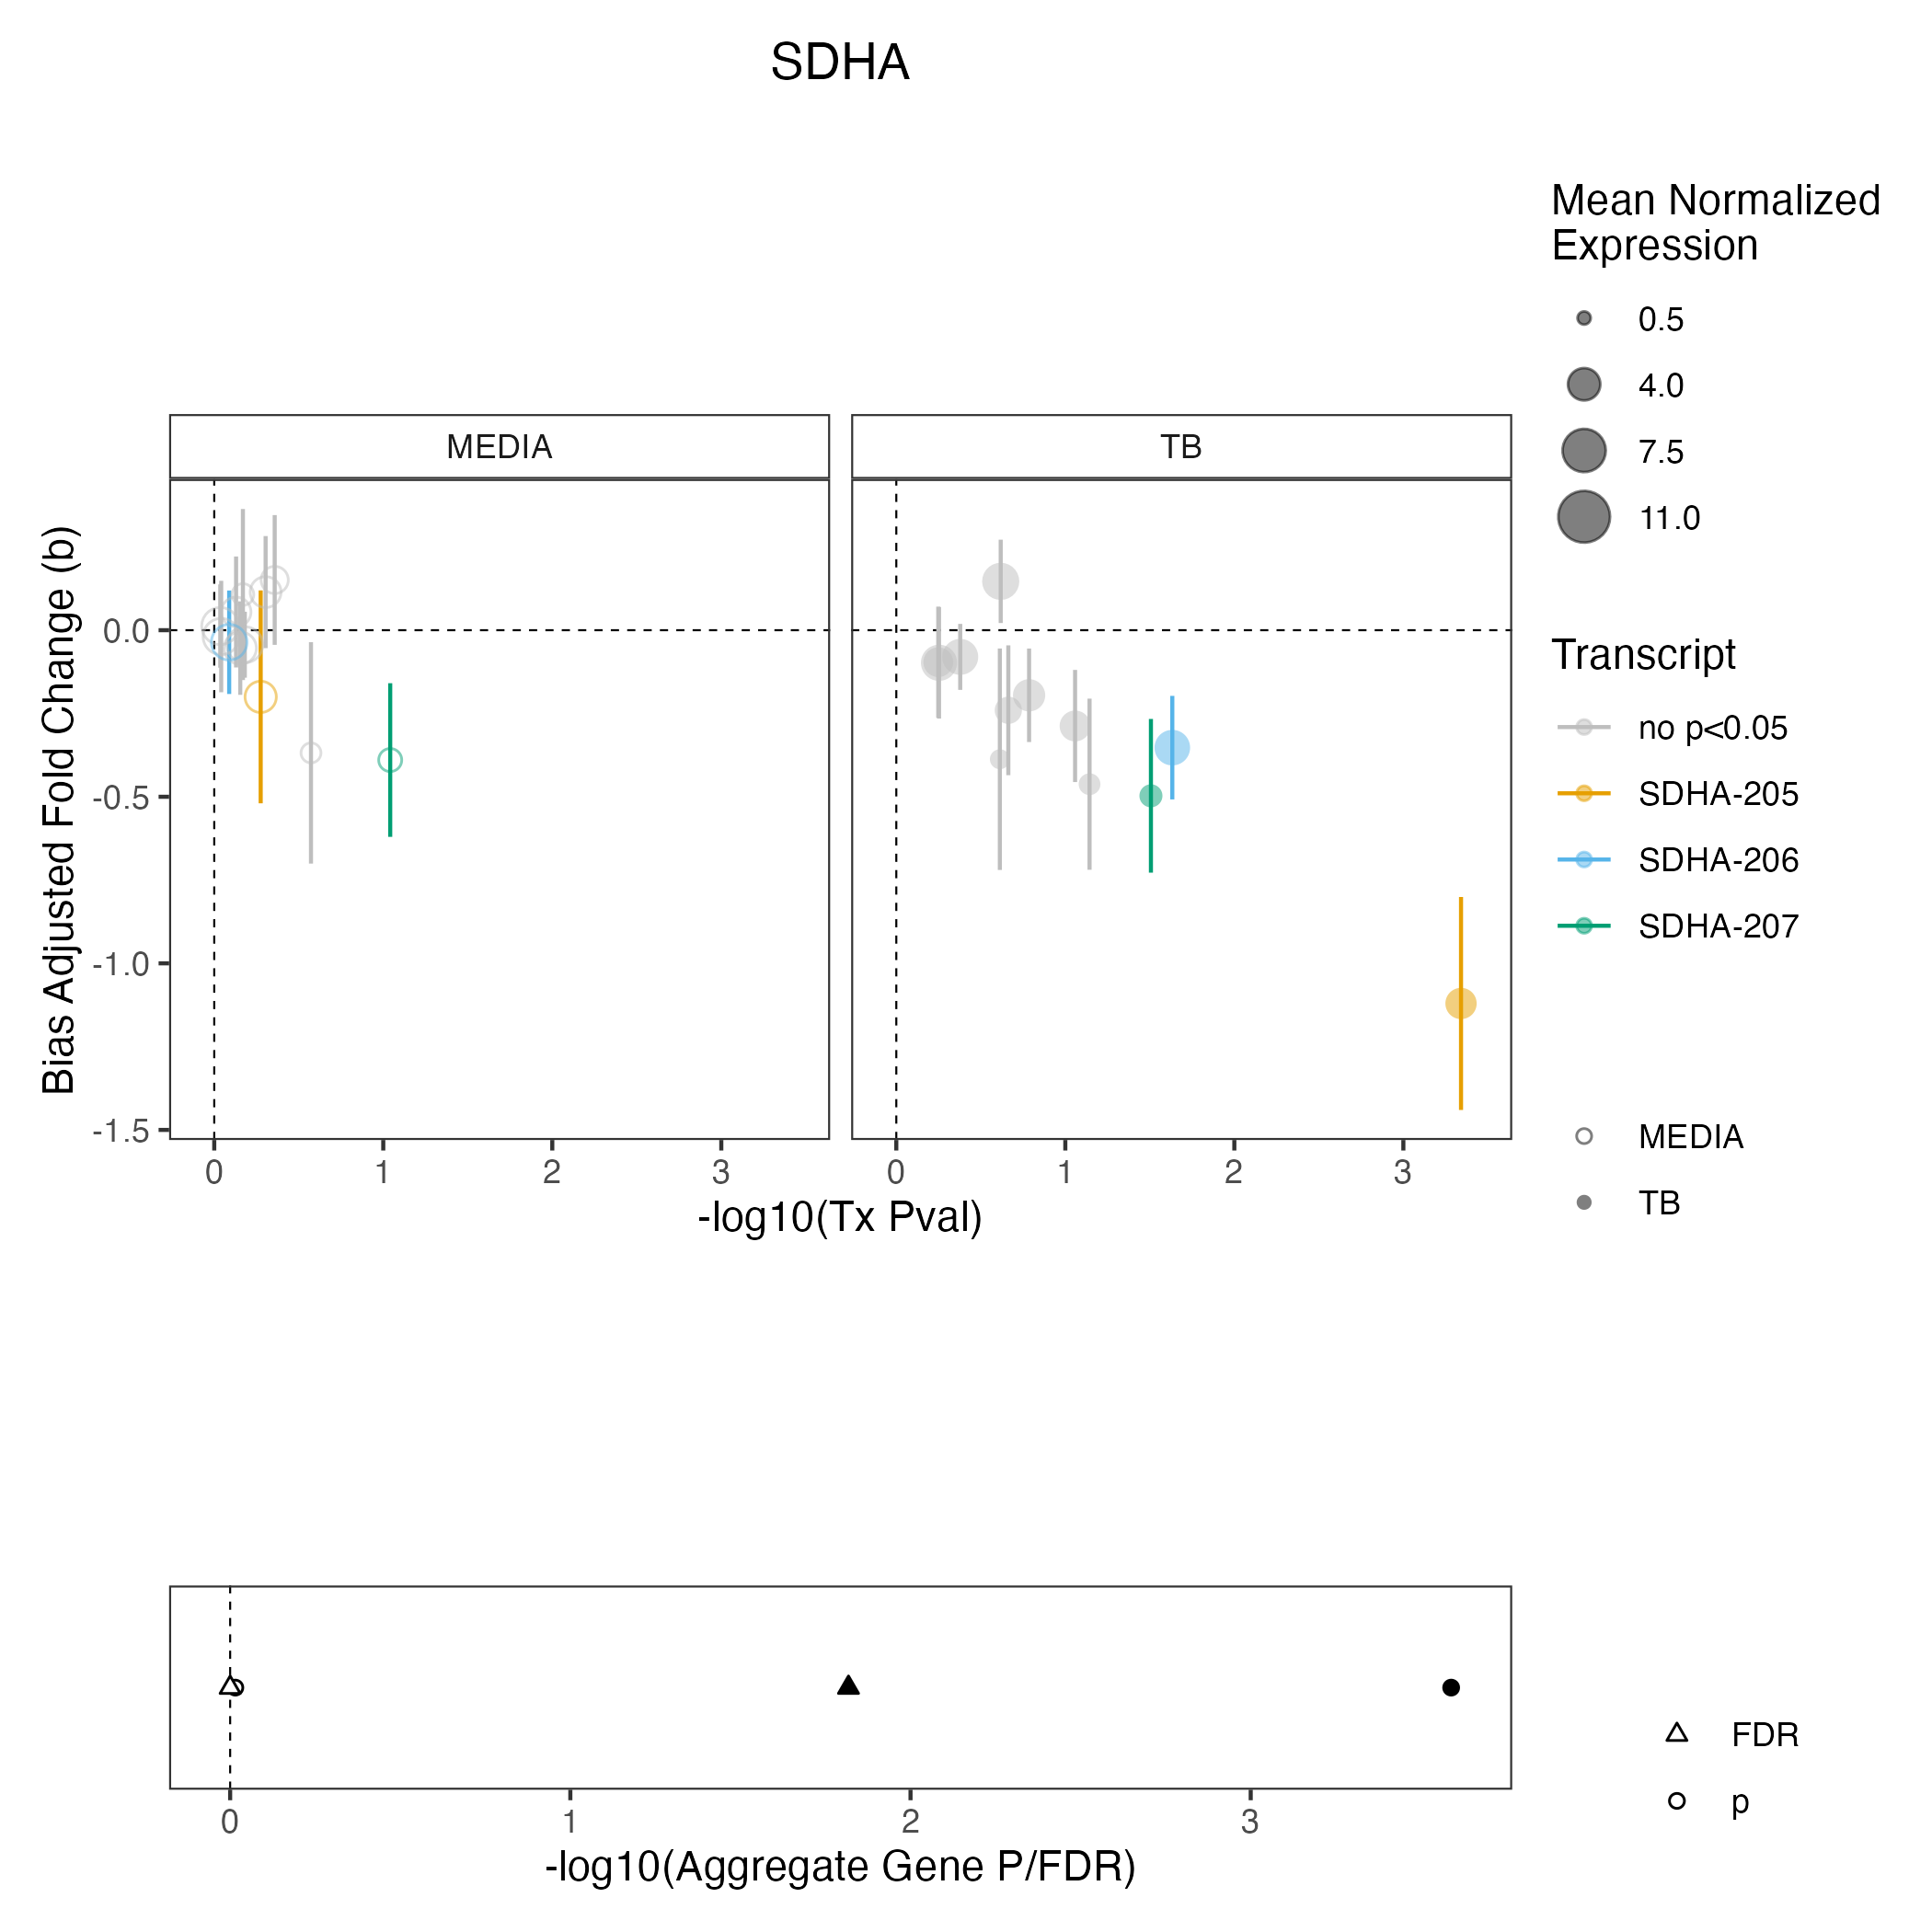 SDHA
MEDIA
TB
0.0
-0.5
-1.0
-1.5
Bias Adjusted Fold Change (b)
0 1 2 3
0 1 2 3
-log10(Tx Pval)
Mean Normalized
Expression
0.5
4.0
7.5
11.0
Transcript
no p<0.05
SDHA-205
SDHA-206
SDHA-207
MEDIA
TB
0 1 2 3
-log10(Aggregate Gene P/FDR)
FDR
p